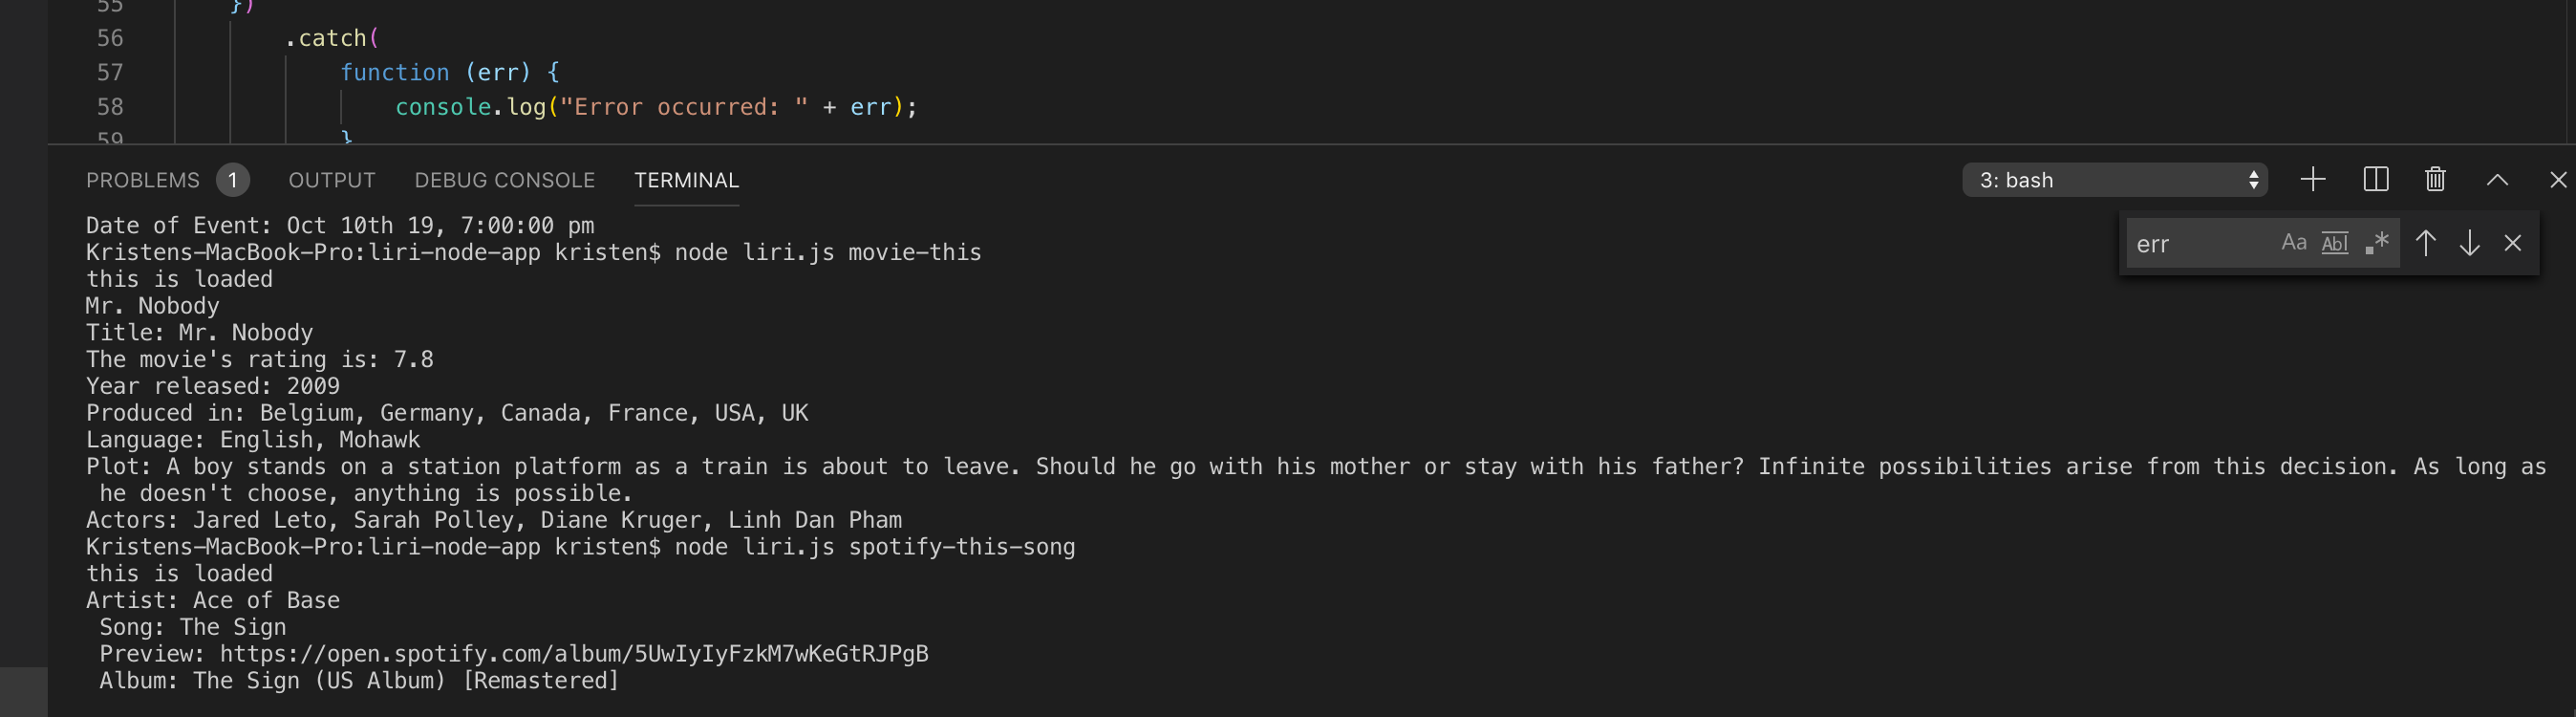 55 })
56 .catch(
57 function (err) {
58 console.log("Error occurred: " + err);
59 }
PROBLEMS 1 OUTPUT DEBUG CONSOLE TERMINAL 3: bash
err Aa Abl .*
Date of Event: Oct 10th 19, 7:00:00 pm
Kristens-MacBook-Pro:liri-node-app kristen$ node liri.js movie-this
this is loaded
Mr. Nobody
Title: Mr. Nobody
The movie's rating is: 7.8
Year released: 2009
Produced in: Belgium, Germany, Canada, France, USA, UK
Language: English, Mohawk
Plot: A boy stands on a station platform as a train is about to leave. Should he go with his mother or stay with his father? Infinite possibilities arise from this decision. As long as
he doesn't choose, anything is possible.
Actors: Jared Leto, Sarah Polley, Diane Kruger, Linh Dan Pham
Kristens-MacBook-Pro:liri-node-app kristen$ node liri.js spotify-this-song
this is loaded
Artist: Ace of Base
Song: The Sign
Preview: https://open.spotify.com/album/5UwIyIyFzkM7wKeGtRJPgB
Album: The Sign (US Album) [Remastered]